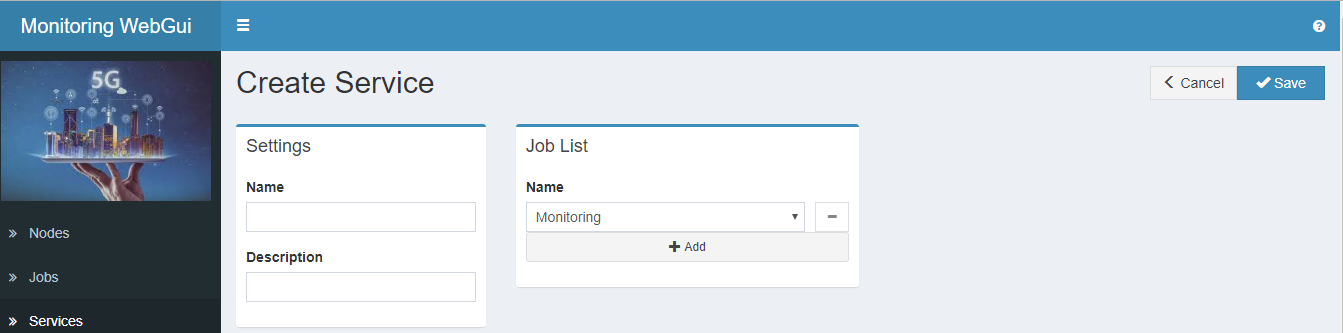 Monitoring WebGui
5G
Nodes
Jobs
Services
Create Service
Cancel
Save
Settings
Name
Description
Job List
Name
Monitoring
Add